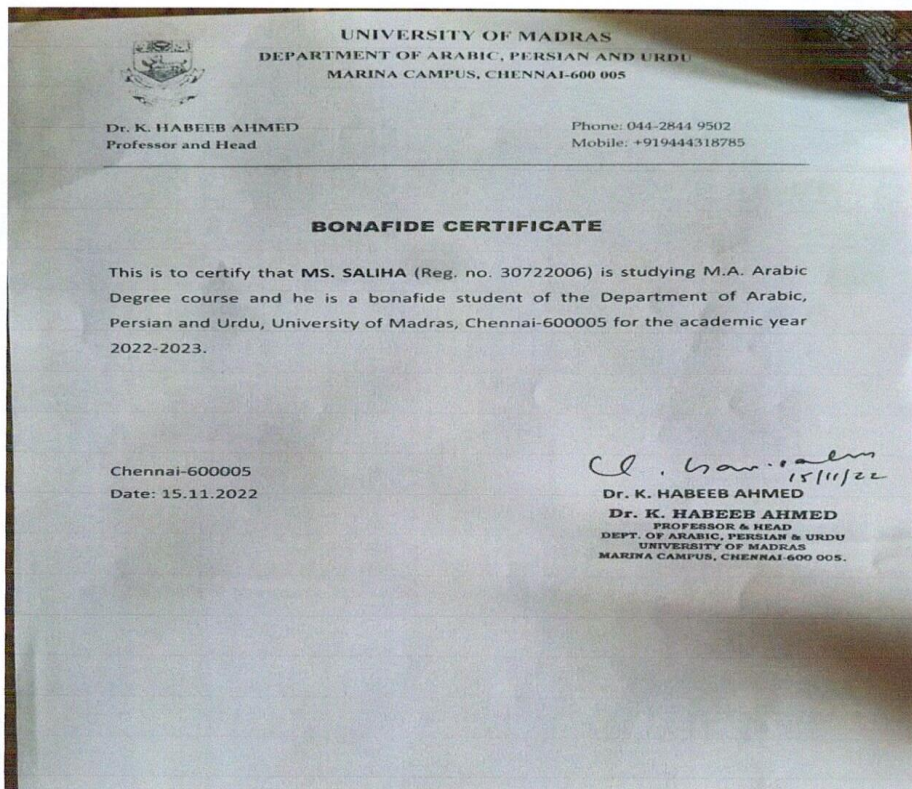 UNIVERSITY OF MADRAS
DEPARTMENT OF ARABIC, PERSIAN AND URDU
MARINA CAMPUS, CHENNAI-600 005
Dr. K. HABEEB AHMED
Professor and Head
Phone: 044-2844 9502
Mobile: +919444318785
BONAFIDE CERTIFICATE
This is to certify that MS. SALIHA (Reg. no. 30722006) is studying M.A. Arabic
Degree course and he is a bonafide student of the Department of Arabic,
Persian and Urdu, University of Madras, Chennai-600005 for the academic year
2022-2023.
Chennai-600005
Date: 15.11.2022
15/11/22
Dr. K. HABEEB AHMED
Dr. K. HABEEB AHMED
PROFESSOR & HEAD
DEPT. OF ARABIC, PERSIAN & URDU
UNIVERSITY OF MADRAS
MARINA CAMPUS, CHENNAI-600 005.